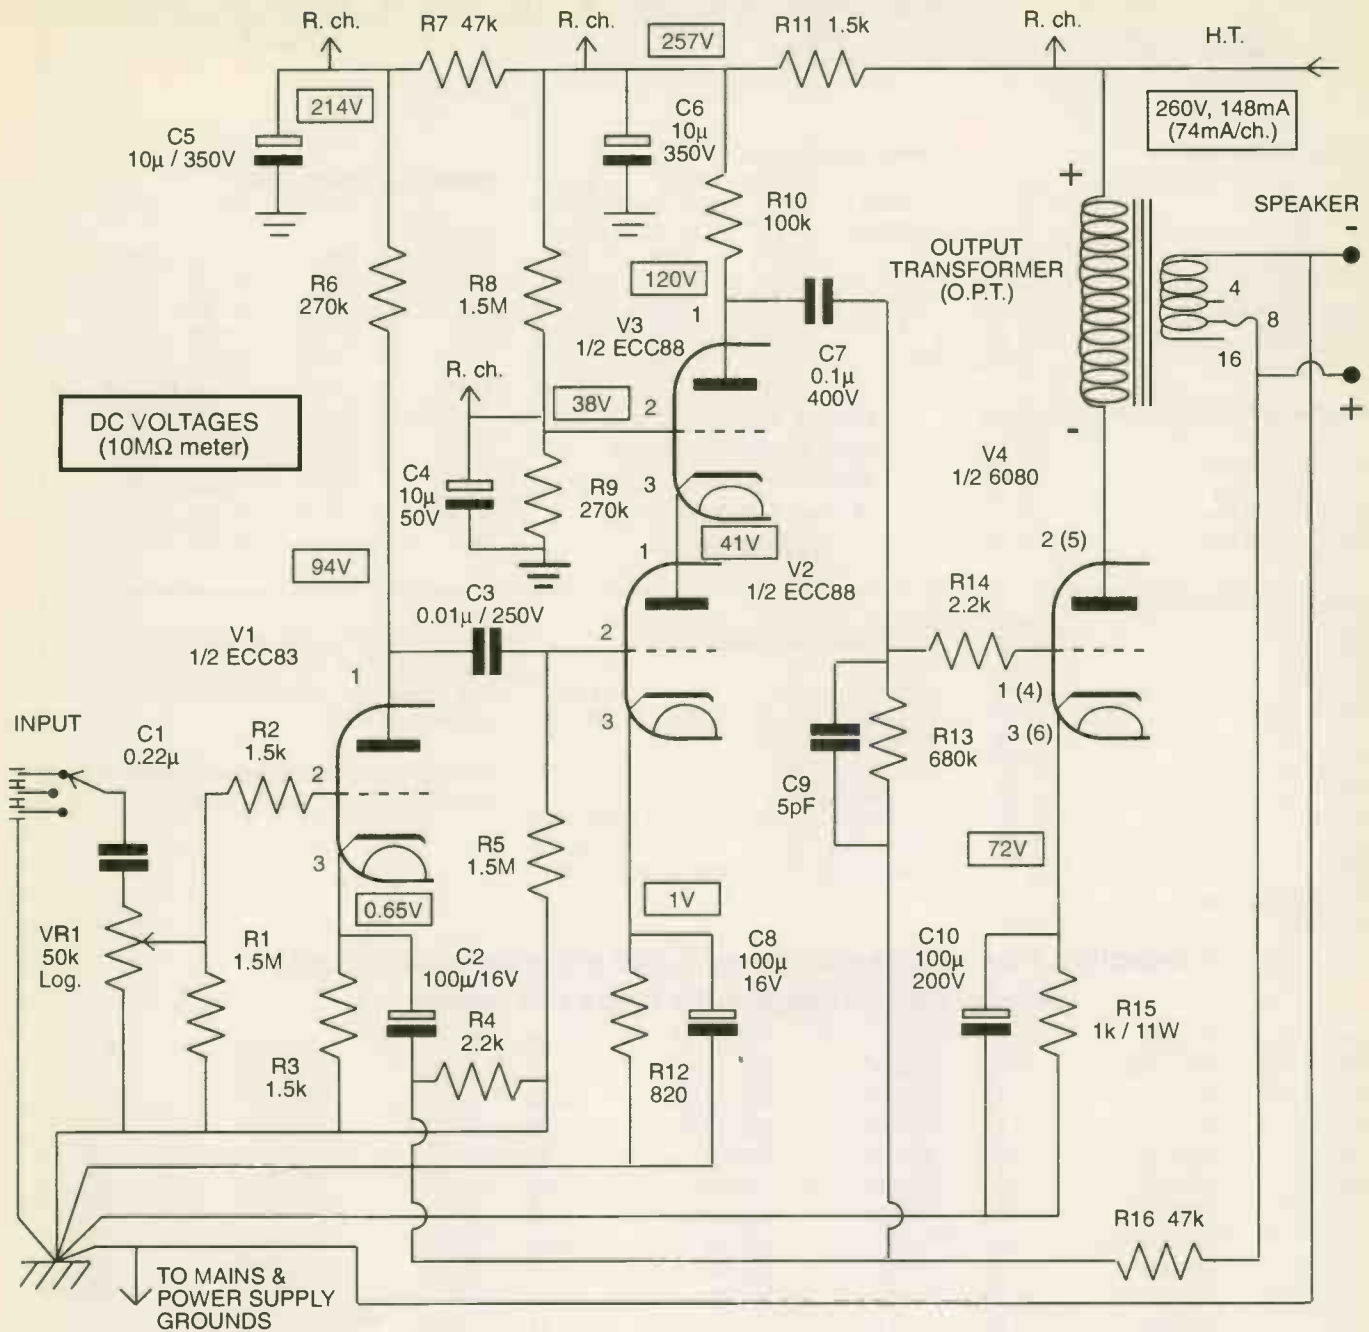 R. ch.
R7 47k
R. ch.
257V
R11 1.5k
R. ch.
H.T.
214V
C5
10µ / 350V
C6
10µ
350V
260V, 148mA
(74mA/ch.)
+
R10
100k
SPEAKER
-
R6
270k
R8
1.5M
120V
OUTPUT
TRANSFORMER
(O.P.T.)
4
8
16
+
1
V3
1/2 ECC88
C7
0.1µ
400V
R. ch.
DC VOLTAGES
(10MΩ meter)
38V
2
-
V4
1/2 6080
C4
10µ
50V
R9
270k
3
41V
94V
1
V2
1/2 ECC88
2 (5)
C3
0.01µ / 250V
R14
2.2k
V1
1/2 ECC83
2
1
1 (4)
INPUT
C1
0.22µ
R2
1.5k
2
3
3 (6)
R13
680k
C9
5pF
R5
1.5M
3
72V
0.65V
1V
VR1
50k
Log.
R1
1.5M
C2
100µ/16V
C8
100µ
16V
C10
100µ
200V
R4
2.2k
R15
1k / 11W
R3
1.5k
R12
820
R16 47k
TO MAINS &
POWER SUPPLY
GROUNDS